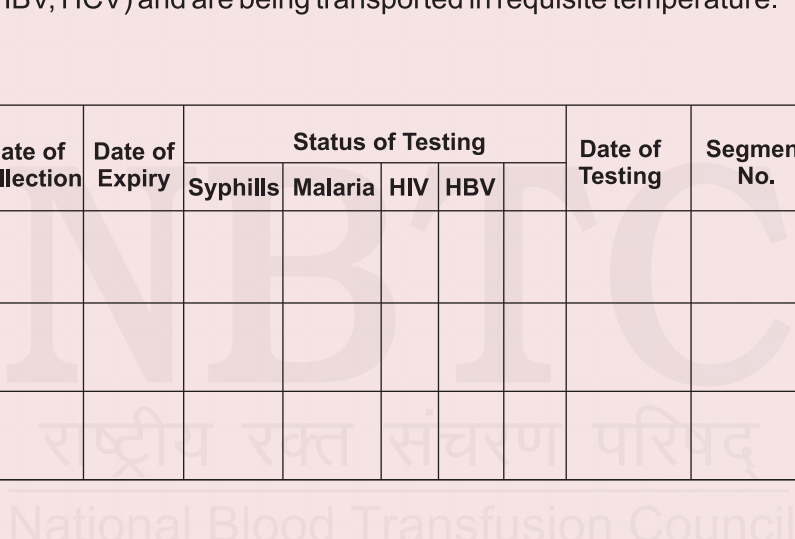 HBV, HCV) and are being transported in requisite temperature.
Status of Testing
ate of Date of Date of Segmen
llection Expiry Syphills Malaria HIV HBV Testing No.
NBTC
राष्ट्रीय रक्त संचरण परिषद्
National Blood Transfusion Council